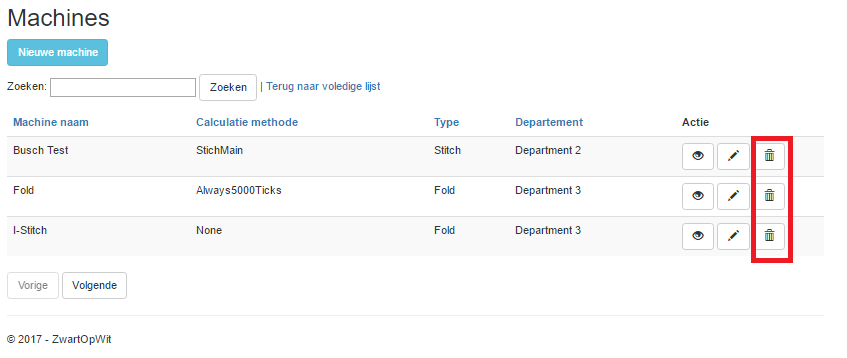 Machines
Nieuwe machine
Zoeken: Zoeken | Terug naar voledige lijst
Machine naam Calculatie methode Type Departement Actie
Busch Test StichMain Stitch Department 2
Fold Always5000Ticks Fold Department 3
I-Stitch None Fold Department 3
Vorige Volgende
© 2017 - ZwartOpWit